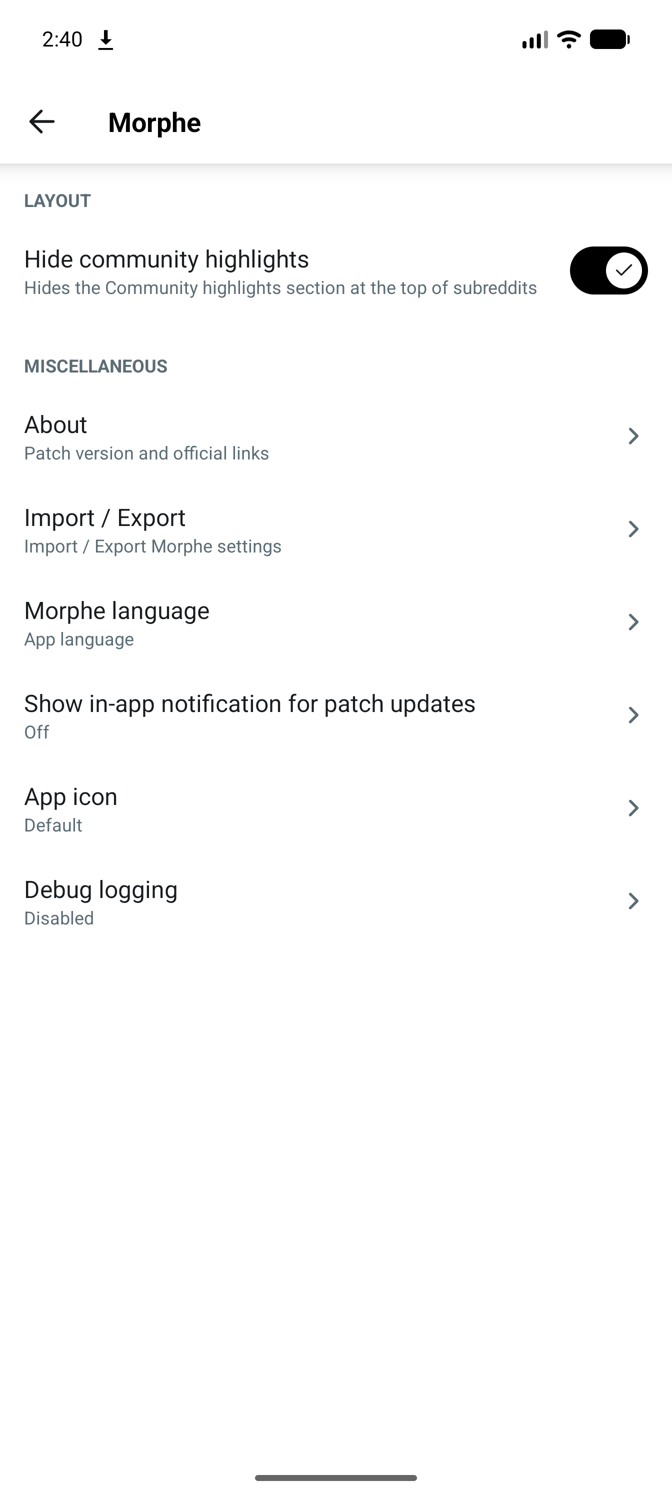 2:40
Morphe
LAYOUT
Hide community highlights
Hides the Community highlights section at the top of subreddits
MISCELLANEOUS
About
Patch version and official links
Import / Export
Import / Export Morphe settings
Morphe language
App language
Show in-app notification for patch updates
Off
App icon
Default
Debug logging
Disabled